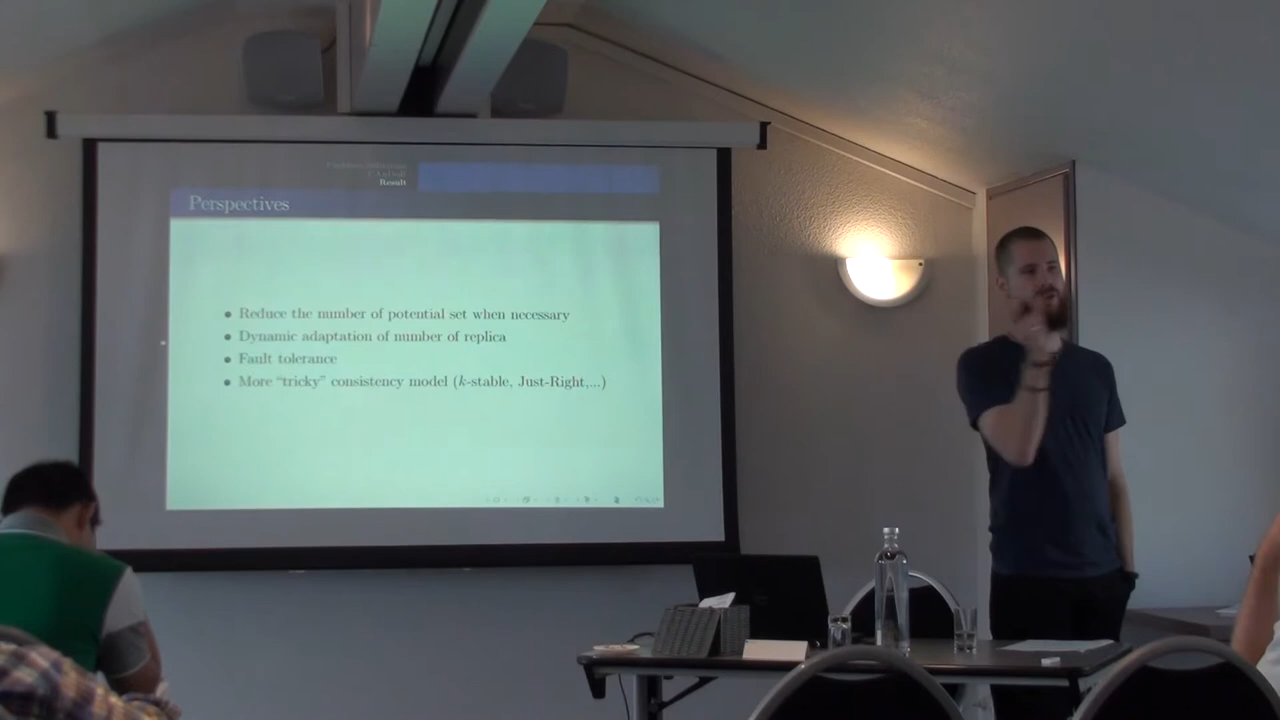 Result
Perspectives
Reduce the number of potential set when necessary
Dynamic adaptation of number of replica
Fault tolerance
More “tricky” consistency model (k-stable, Just-Right,...)